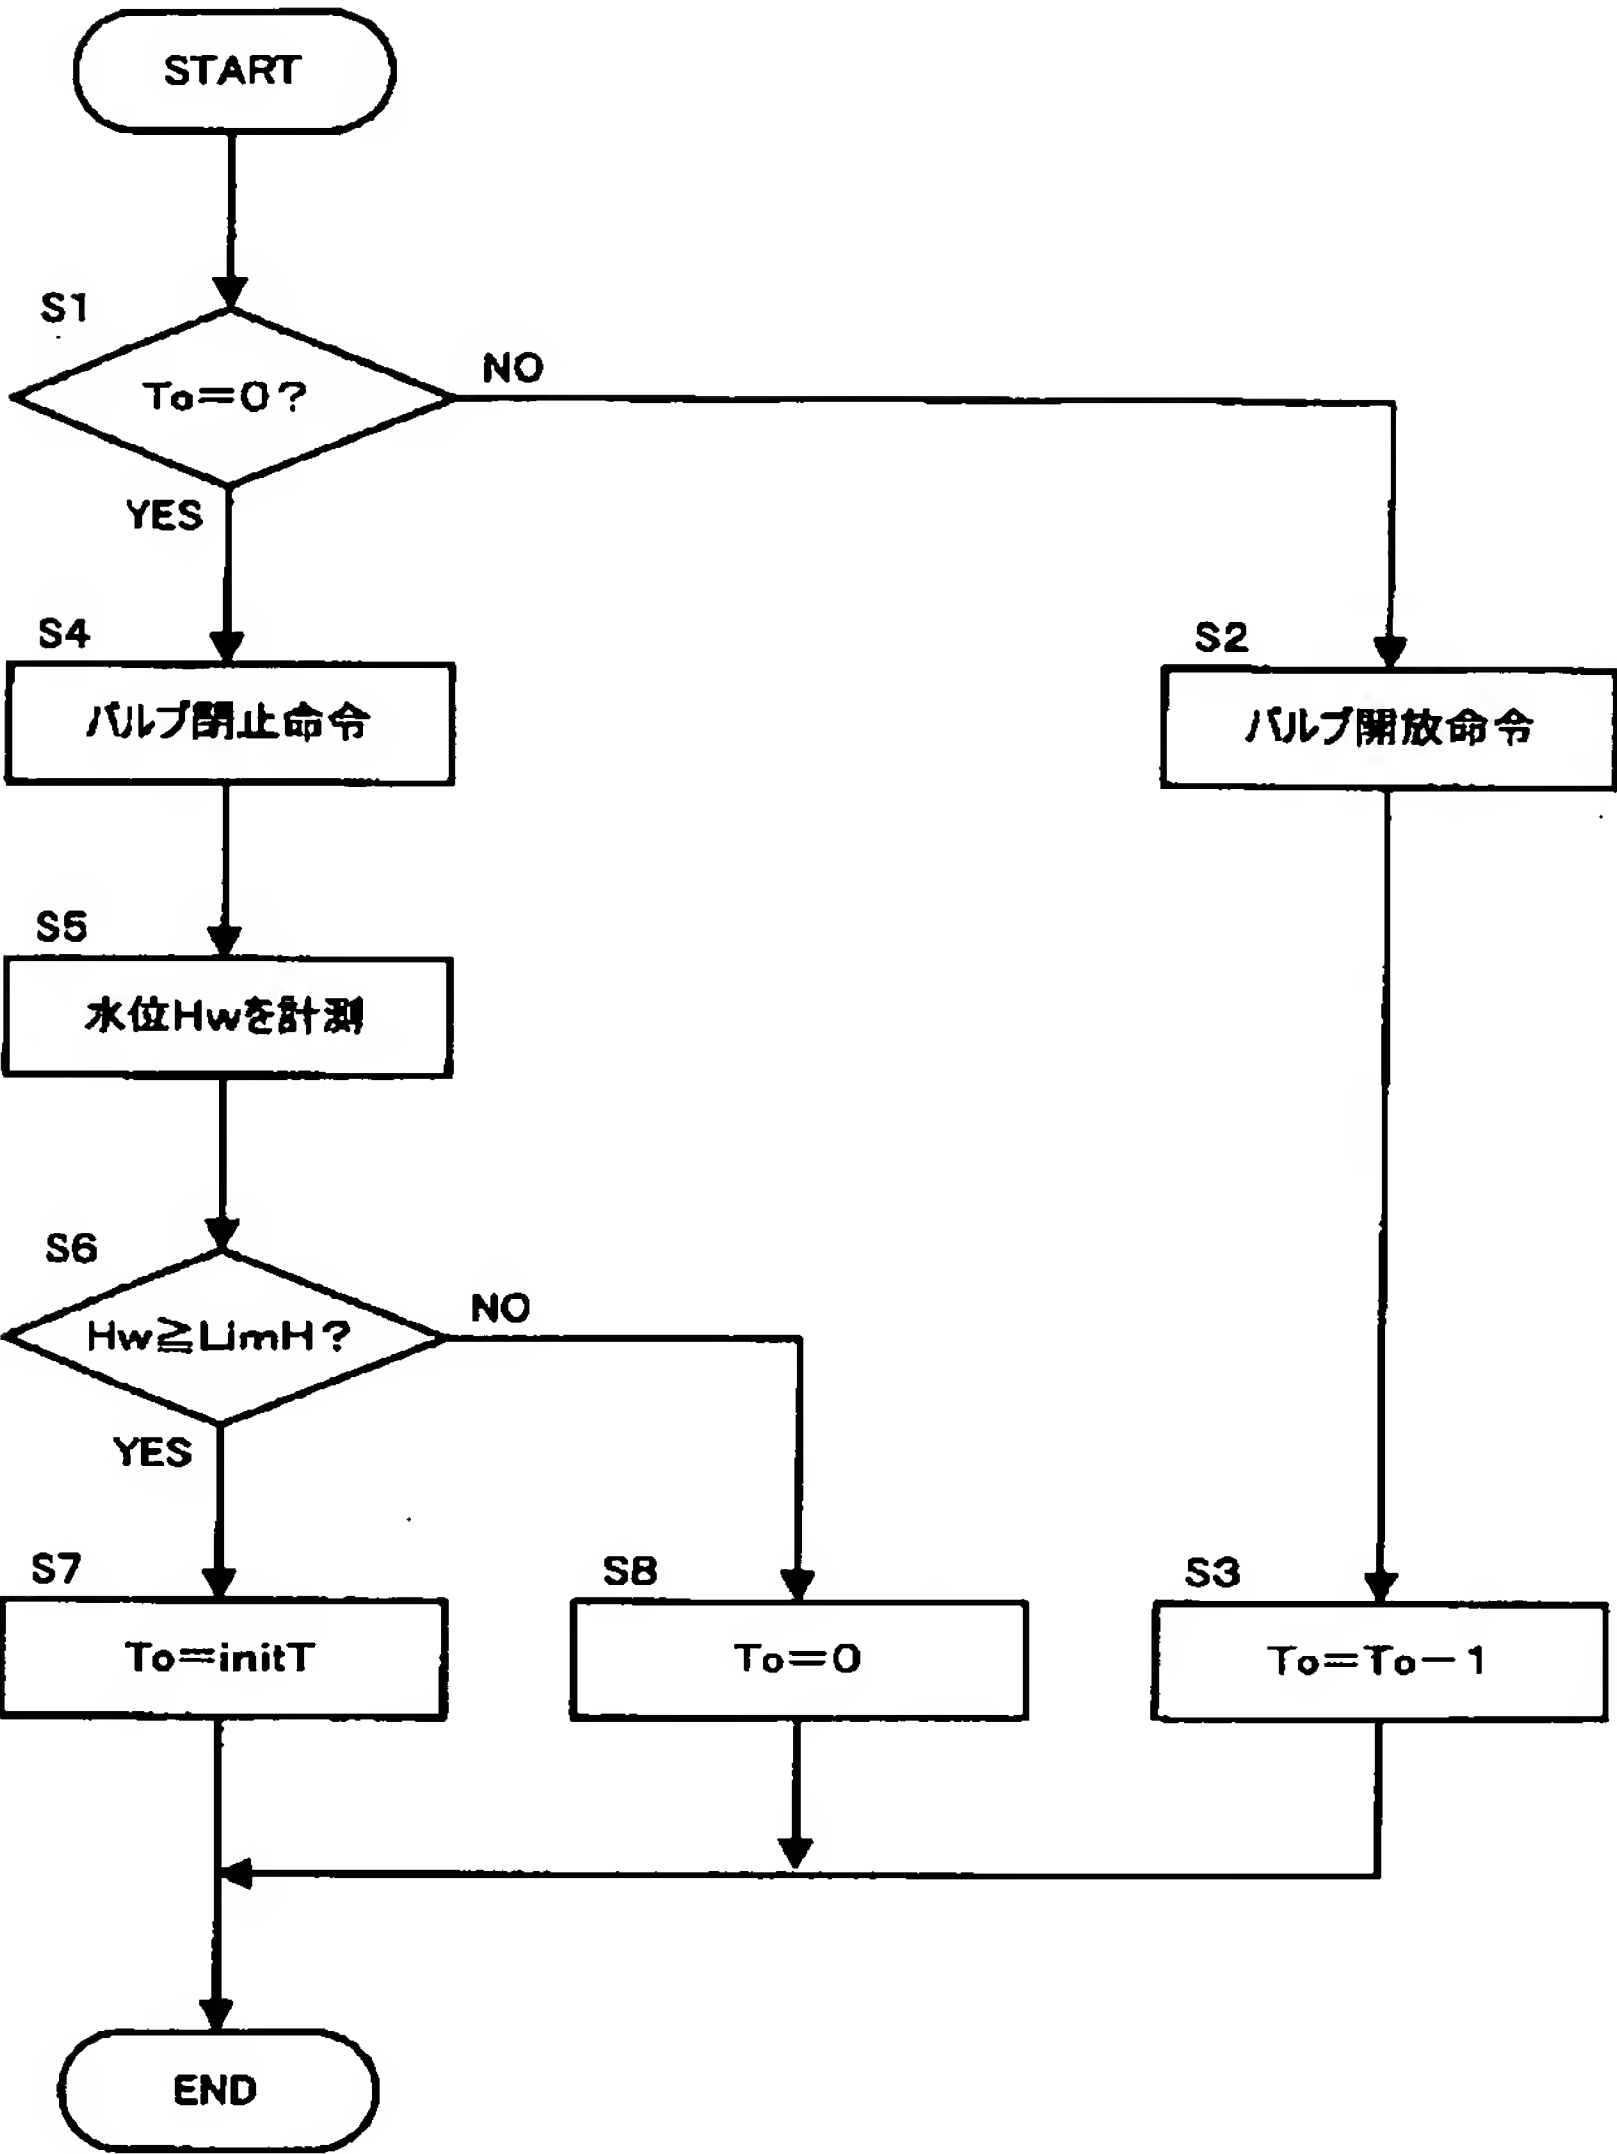 START
S1
To=0?
NO
YES
S4
バルブ閉止命令
S2
バルブ開放命令
S5
水位Hwを計測
S6
Hw≧LimH?
NO
YES
S7
To=initT
S8
To=0
S3
To=To-1
END